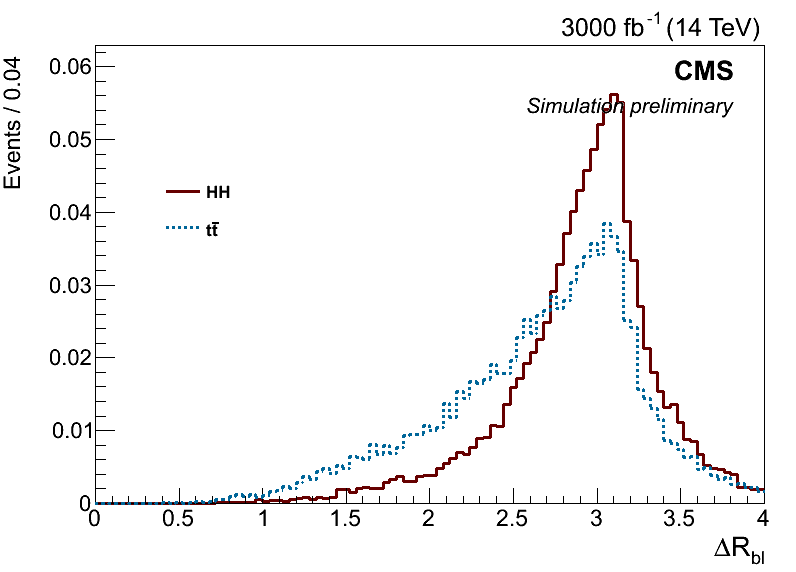 3000 fb⁻¹ (14 TeV)
Events / 0.04
CMS
Simulation preliminary
HH
tt̄
0.06
0.05
0.04
0.03
0.02
0.01
0
0 0.5 1 1.5 2 2.5 3 3.5 4
ΔR_bl